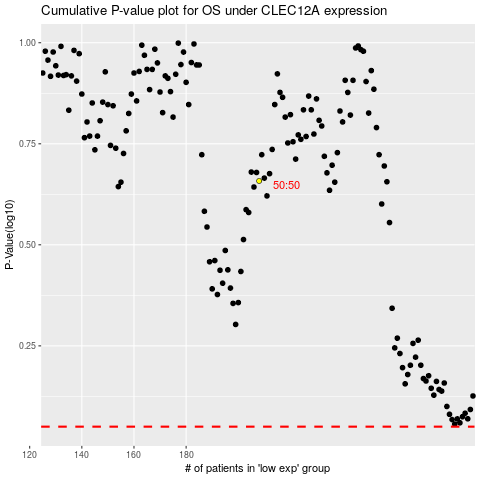 Cumulative P-value plot for OS under CLEC12A expression
P-Value(log10)
1.00
0.75
0.50
0.25
50:50
120 140 160 180
# of patients in 'low exp' group